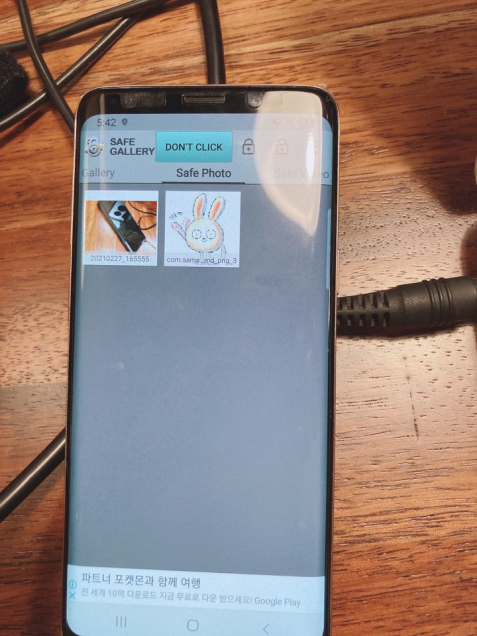 5:42
SAFE
GALLERY
DON'T CLICK
Gallery
Safe Photo
Safe Video
20210227_165555
파트너 포켓몬과 함께 여행
전 세계 10억 다운로드 지금 무료로 다운 받으세요! Google Play